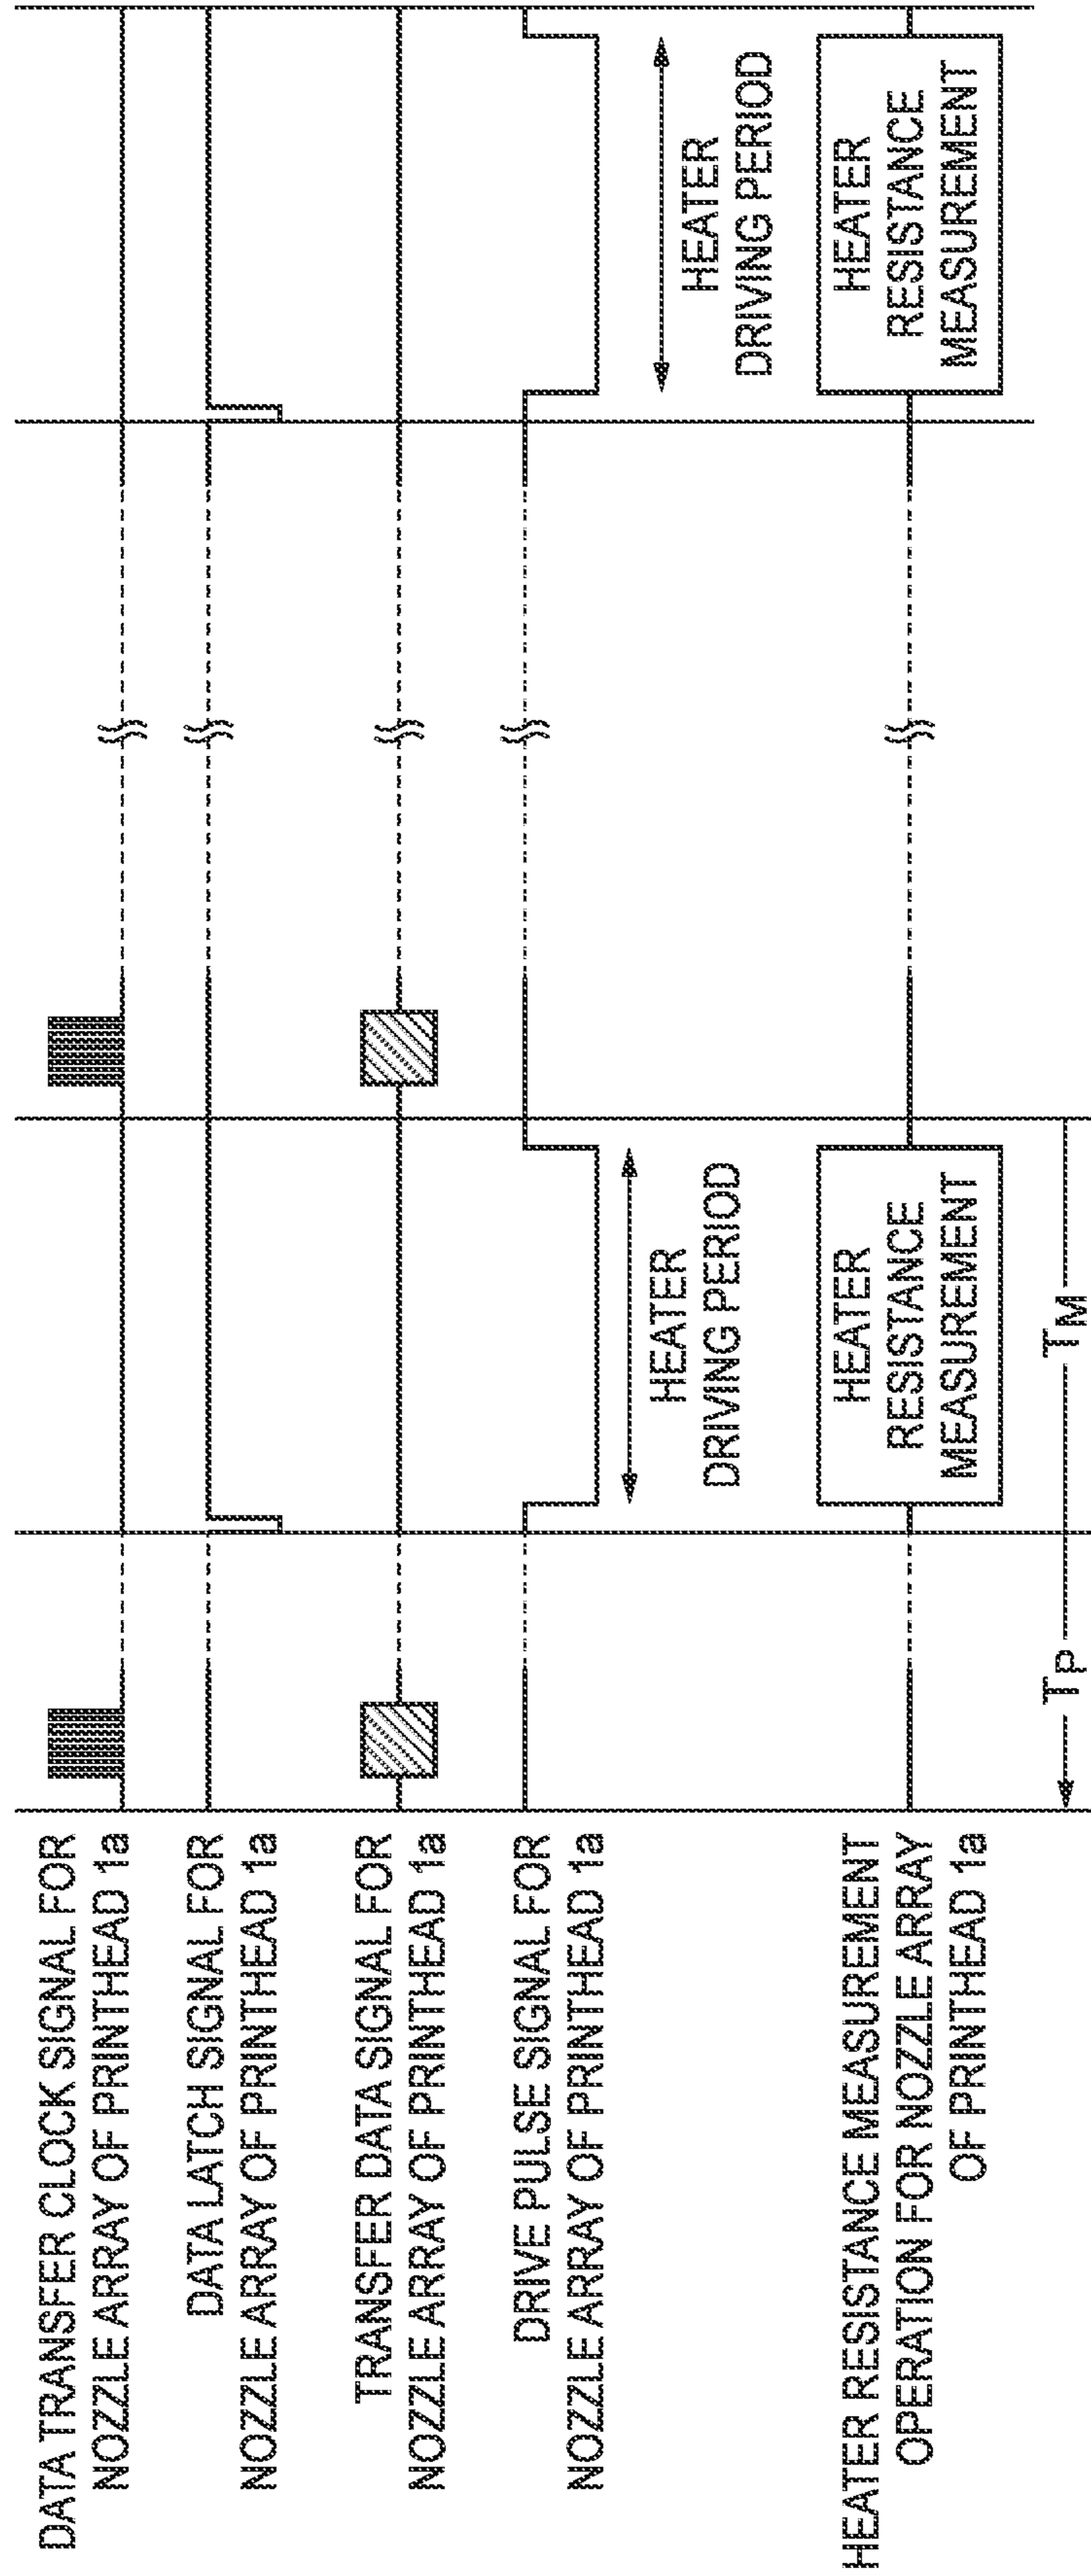 DATA TRANSFER CLOCK SIGNAL FOR
NOZZLE ARRAY OF PRINTHEAD 1a
DATA LATCH SIGNAL FOR
NOZZLE ARRAY OF PRINTHEAD 1a
TRANSFER DATA SIGNAL FOR
NOZZLE ARRAY OF PRINTHEAD 1a
DRIVE PULSE SIGNAL FOR
NOZZLE ARRAY OF PRINTHEAD 1a
HEATER
DRIVING PERIOD
HEATER
DRIVING PERIOD
HEATER RESISTANCE MEASUREMENT
OPERATION FOR NOZZLE ARRAY
OF PRINTHEAD 1a
HEATER
RESISTANCE
MEASUREMENT
HEATER
RESISTANCE
MEASUREMENT
TP
TM